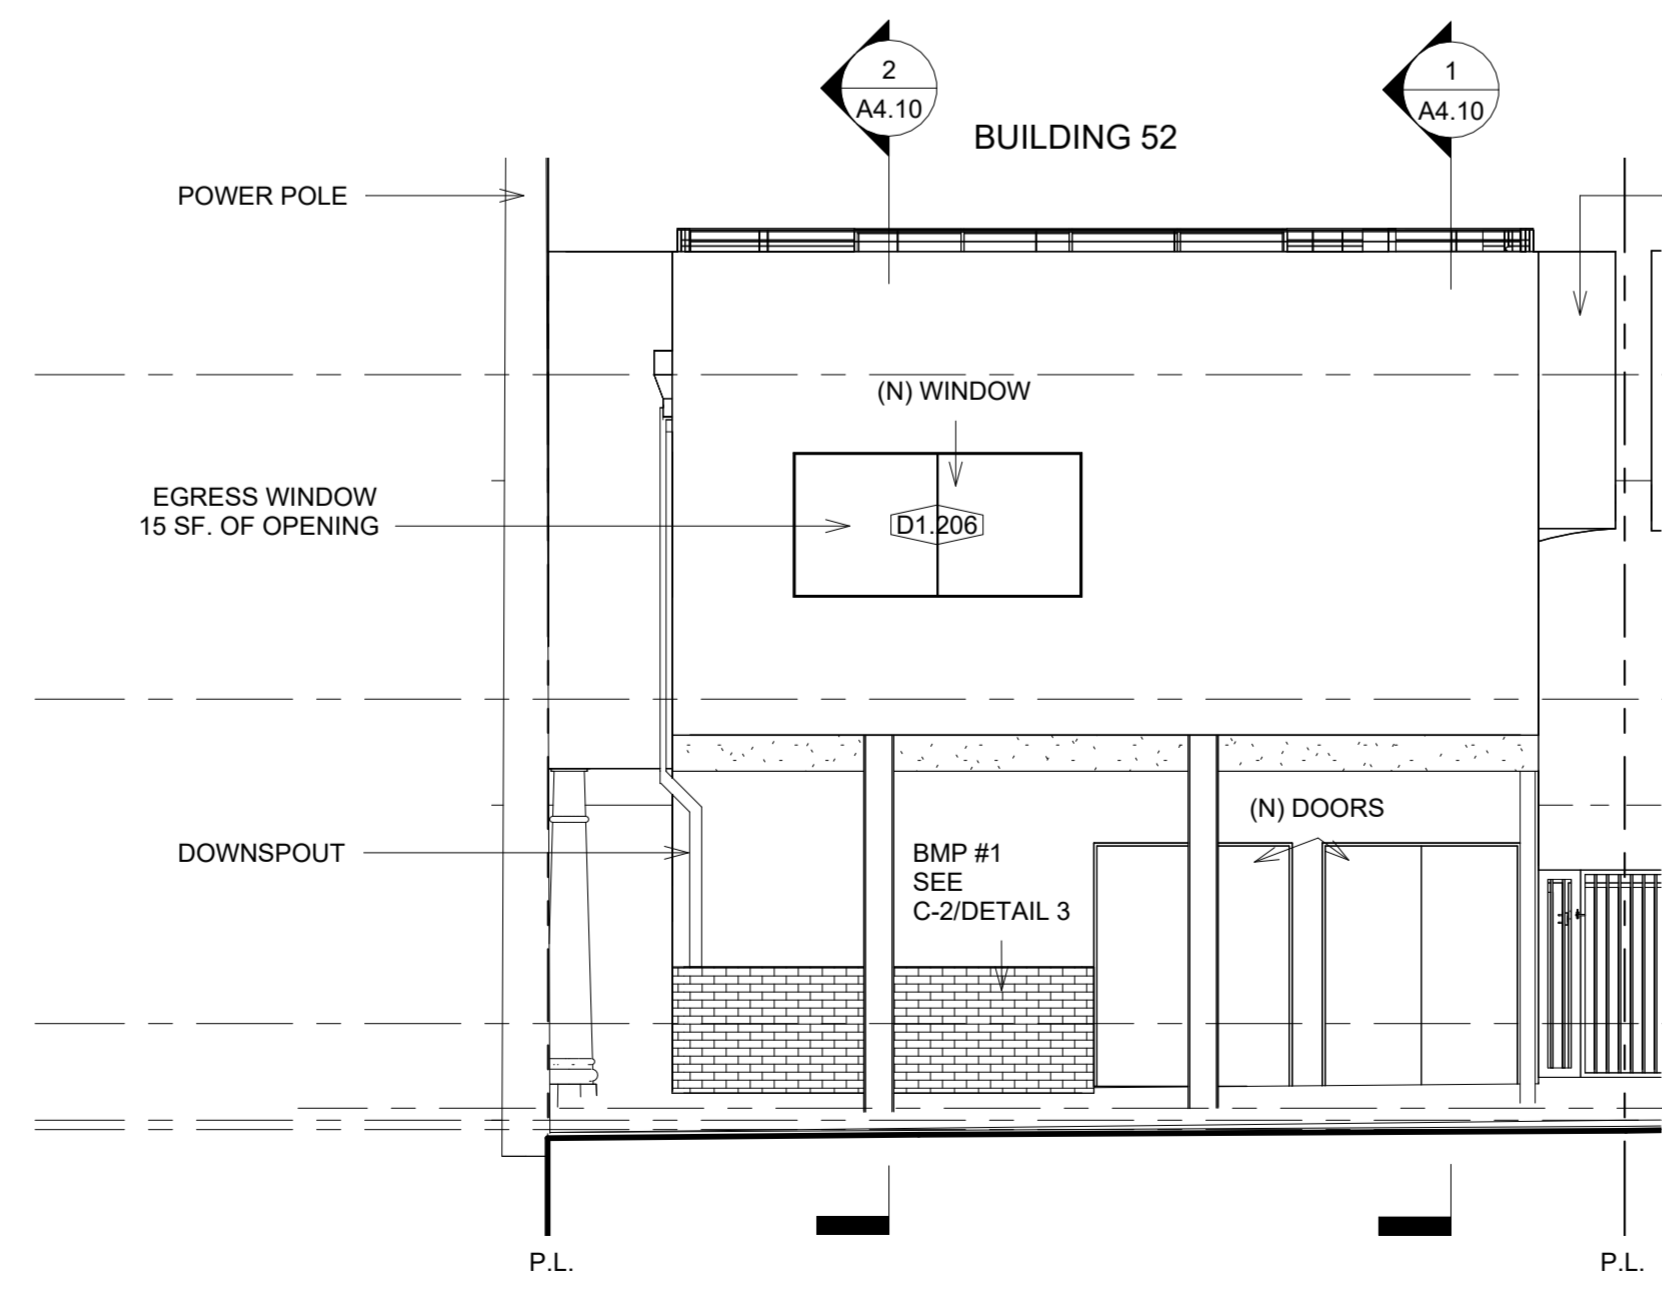 2
A4.10
1
A4.10
BUILDING 52
POWER POLE
(N) WINDOW
EGRESS WINDOW
15 SF. OF OPENING
D1.206
(N) DOORS
DOWNSPOUT
BMP #1
SEE
C-2/DETAIL 3
P.L.
P.L.